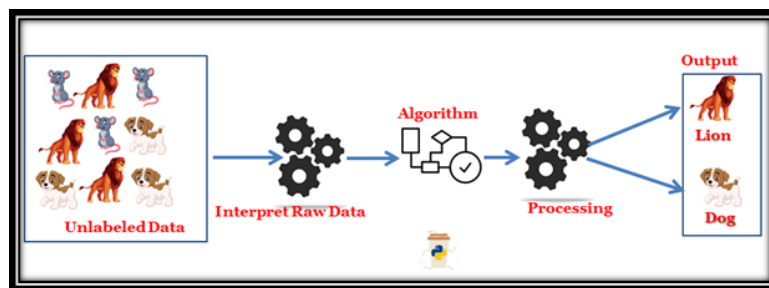 Unlabeled Data
Interpret Raw Data
Algorithm
Processing
Output
Lion
Dog